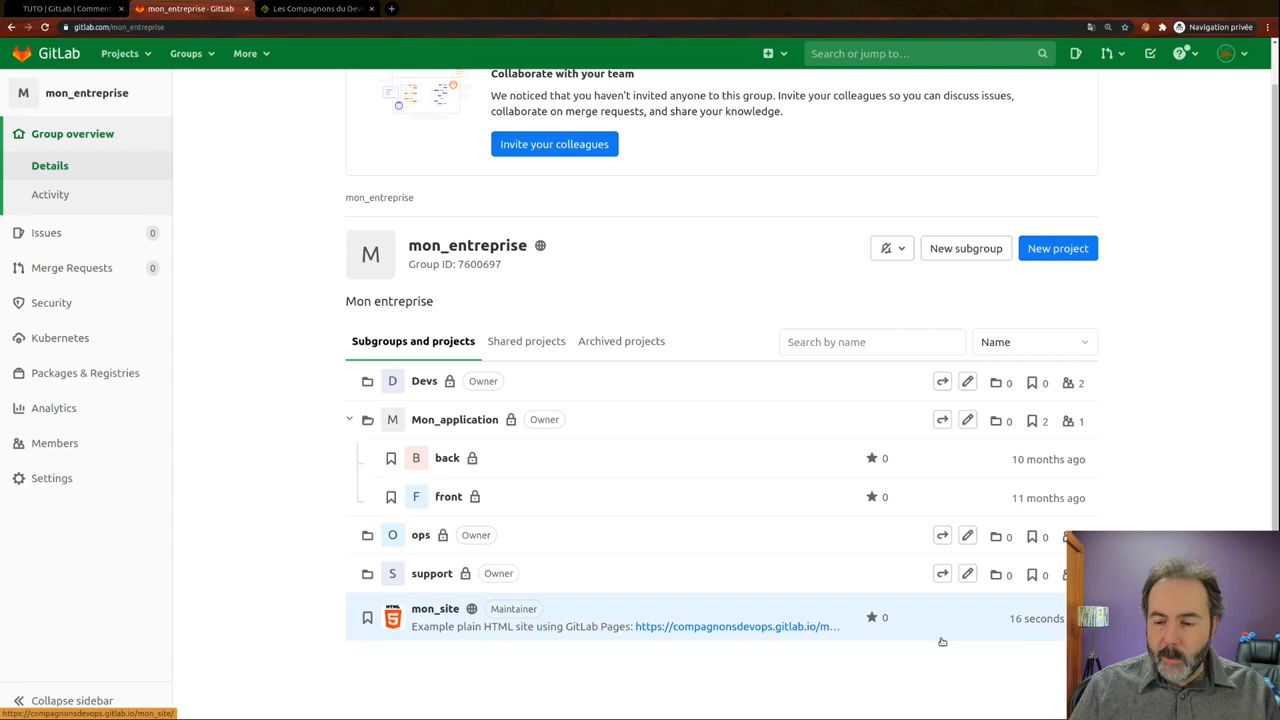 TUTO | GitLab | Comment
mon_entreprise · GitLab
Les Compagnons du Dev
gitlab.com/mon_entreprise
Navigation privée
GitLab
Projects
Groups
More
Search or jump to…
M
mon_entreprise
Group overview
Details
Activity
Issues
0
Merge Requests
0
Security
Kubernetes
Packages & Registries
Analytics
Members
Settings
Collapse sidebar
https://compagnonsdevops.gitlab.io/mon_site/
Collaborate with your team
We noticed that you haven't invited anyone to this group. Invite your colleagues so you can discuss issues,
collaborate on merge requests, and share your knowledge.
Invite your colleagues
mon_entreprise
M
mon_entreprise
Group ID: 7600697
New subgroup
New project
Mon entreprise
Subgroups and projects
Shared projects
Archived projects
Search by name
Name
D Devs Owner 0 0 2
M Mon_application Owner 0 2 1
B back 0 10 months ago
F front 0 11 months ago
O ops Owner 0 0
S support Owner 0 0
HTML 5 mon_site Maintainer 0 16 seconds
Example plain HTML site using GitLab Pages: https://compagnonsdevops.gitlab.io/m...